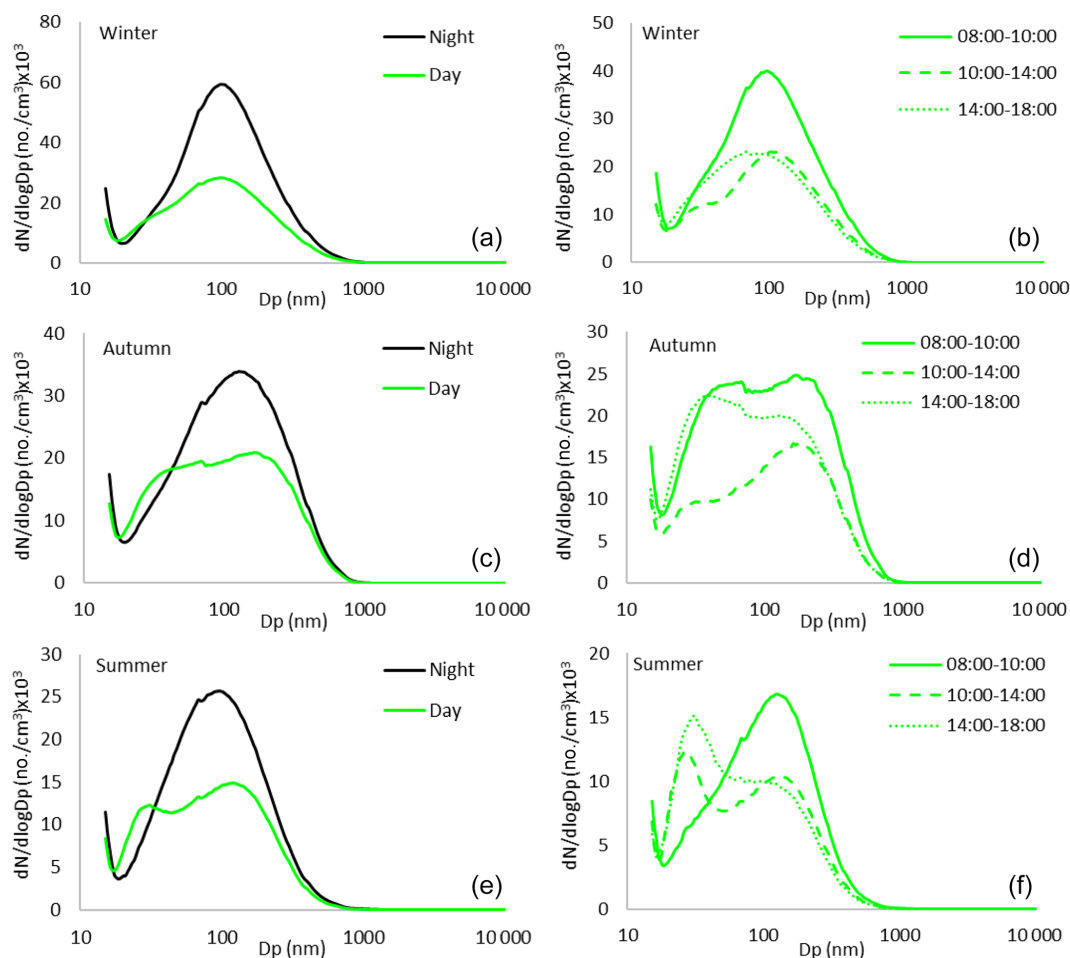 dN/dlogDp (no./cm³)x10³
80
60
40
20
0
Winter
Night
Day
(a)
10 100 1000 10 000
Dp (nm)
dN/dlogDp (no./cm³)x10³
50
40
30
20
10
0
Winter
08:00-10:00
10:00-14:00
14:00-18:00
(b)
10 100 1000 10 000
Dp (nm)
dN/dlogDp (no./cm³)x10³
40
30
20
10
0
Autumn
Night
Day
(c)
10 100 1000 10 000
Dp (nm)
dN/dlogDp (no./cm³)x10³
30
25
20
15
10
5
0
Autumn
08:00-10:00
10:00-14:00
14:00-18:00
(d)
10 100 1000 10 000
Dp (nm)
dN/dlogDp (no./cm³)x10³
30
25
20
15
10
5
0
Summer
Night
Day
(e)
10 100 1000 10 000
Dp (nm)
dN/dlogDp (no./cm³)x10³
20
15
10
5
0
Summer
08:00-10:00
10:00-14:00
14:00-18:00
(f)
10 100 1000 10 000
Dp (nm)